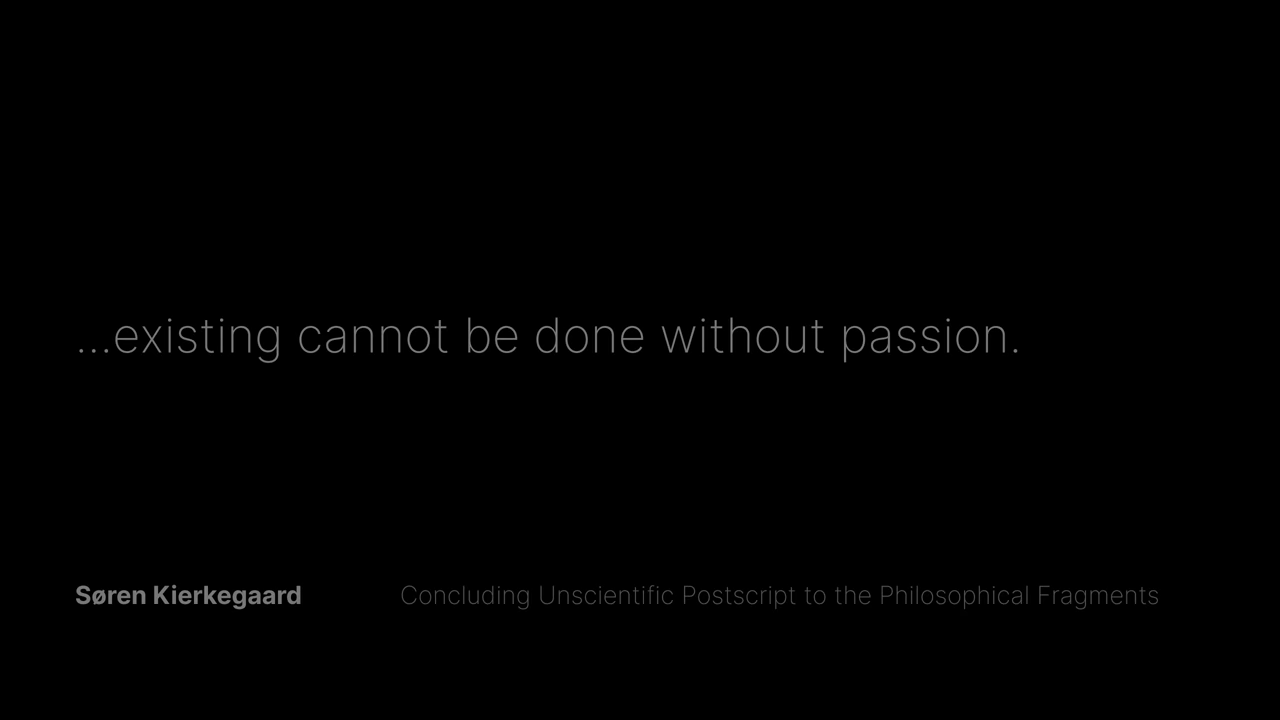 ...existing cannot be done without passion.
Søren Kierkegaard Concluding Unscientific Postscript to the Philosophical Fragments